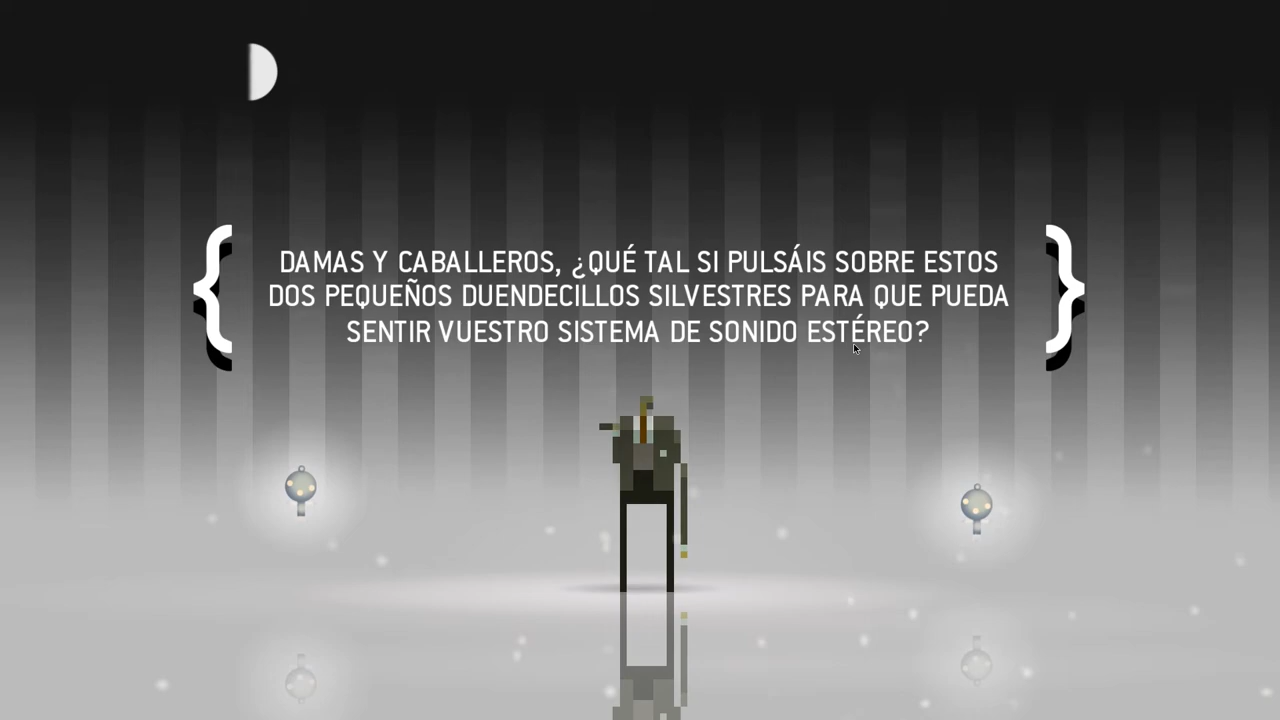 DAMAS Y CABALLEROS, ¿QUÉ TAL SI PULSÁIS SOBRE ESTOS
DOS PEQUEÑOS DUENDECILLOS SILVESTRES PARA QUE PUEDA
SENTIR VUESTRO SISTEMA DE SONIDO ESTÉREO?